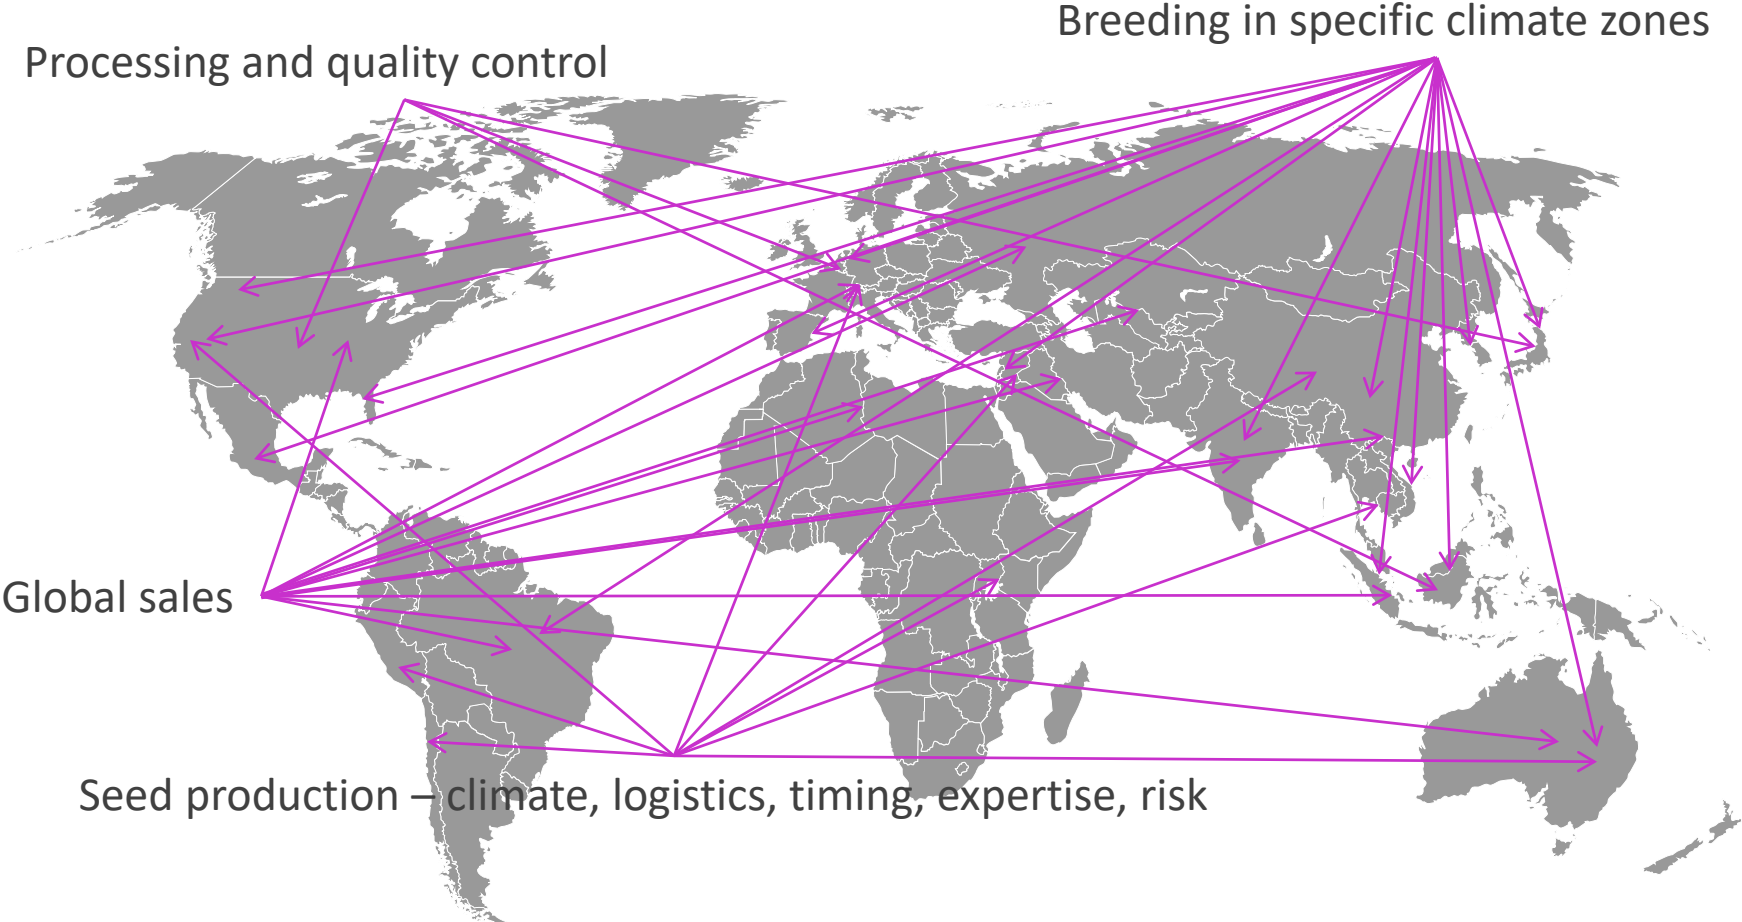 Breeding in specific climate zones
Processing and quality control
Global sales
Seed production – climate, logistics, timing, expertise, risk